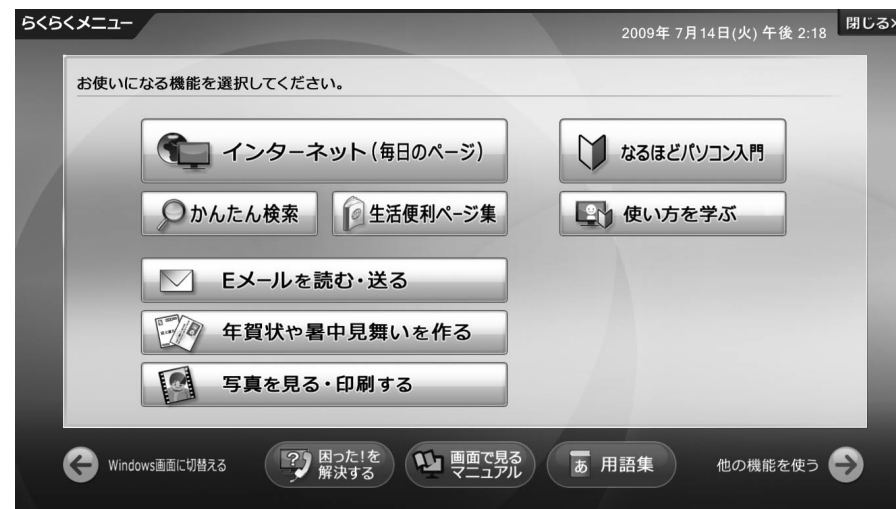 らくらくメニュー
2009年 7月14日(火) 午後 2:18
閉じる×
お使いになる機能を選択してください。
インターネット(毎日のページ)
なるほどパソコン入門
かんたん検索
生活便利ページ集
使い方を学ぶ
Eメールを読む・送る
年賀状や暑中見舞いを作る
写真を見る・印刷する
Windows画面に切替える
困った!を
解決する
画面で見る
マニュアル
あ 用語集
他の機能を使う